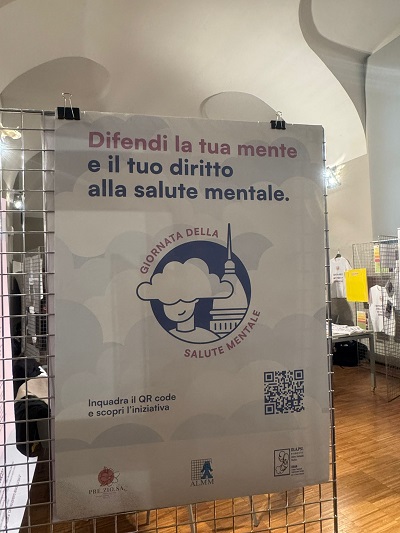 Difendi la tua mente
e il tuo diritto
alla salute mentale.
GIORNATA DELLA
SALUTE MENTALE
Inquadra il QR code
e scopri l'iniziativa
ALMM